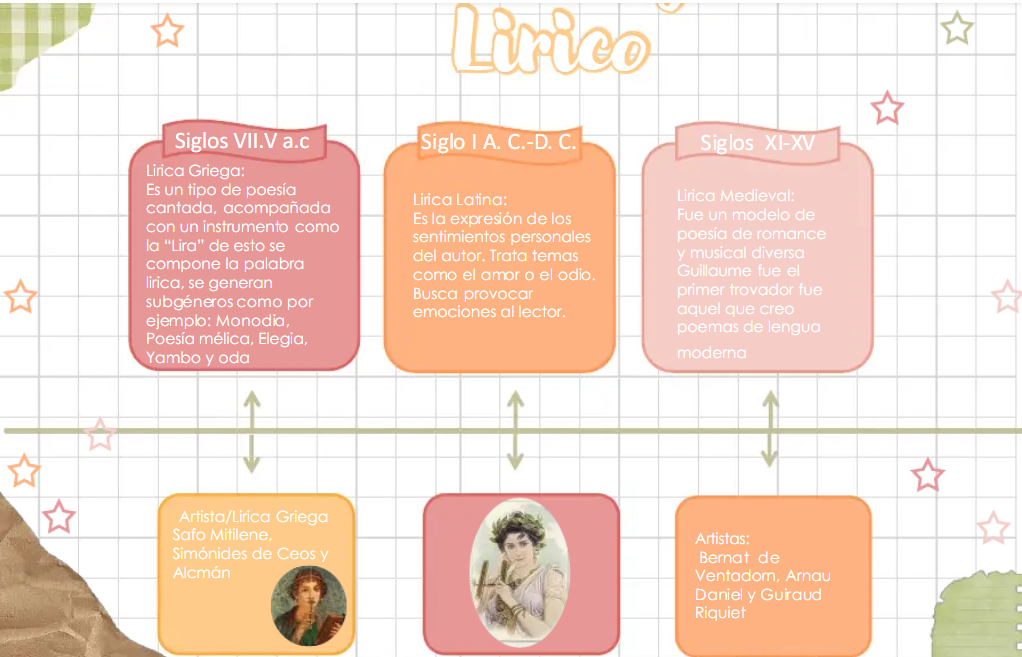 Lirico
Siglos VII.V a.c
Lirica Griega:
Es un tipo de poesía
cantada, acompañada
con un instrumento como
la “Lira” de esto se
compone la palabra
lirica, se generan
subgéneros como por
ejemplo: Monodia,
Poesía mélica, Elegia,
Yambo y oda
Siglo I A. C.-D. C.
Lirica Latina:
Es la expresión de los
sentimientos personales
del autor. Trata temas
como el amor o el odio.
Busca provocar
emociones al lector.
Siglos XI-XV
Lirica Medieval:
Fue un modelo de
poesía de romance
y musical diversa
Guillaume fue el
primer trovador fue
aquel que creo
poemas de lengua
moderna
Artista/Lirica Griega
Safo Mitilene,
Simónides de Ceos y
Alcmán
Artistas:
Bernat de
Ventadorn, Arnau
Daniel y Guiraud
Riquiet